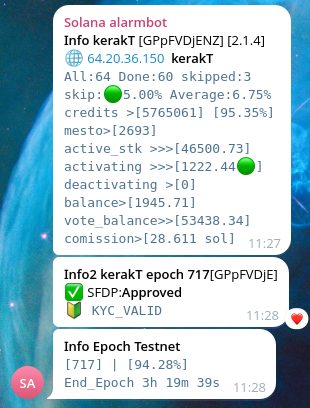 Solana alarmbot
Info kerakT [GPpFVDjENZ] [2.1.4]
🌐 64.20.36.150 kerakT
All:64 Done:60 skipped:3
skip:🟢5.00% Average:6.75%
credits >[5765061] [95.35%]
mesto>[2693]
active_stk >>>[46500.73]
activating >>>[1222.44🟢]
deactivating >[0]
balance>[1945.71]
vote_balance>>[53438.34]
comission>[28.611 sol] 11:27
Info2 kerakT epoch 717[GPpFVDjE]
✅ SFDP:Approved
🔰 KYC_VALID 11:28
❤️
Info Epoch Testnet
[717] | [94.28%]
End_Epoch 3h 19m 39s 11:28
SA